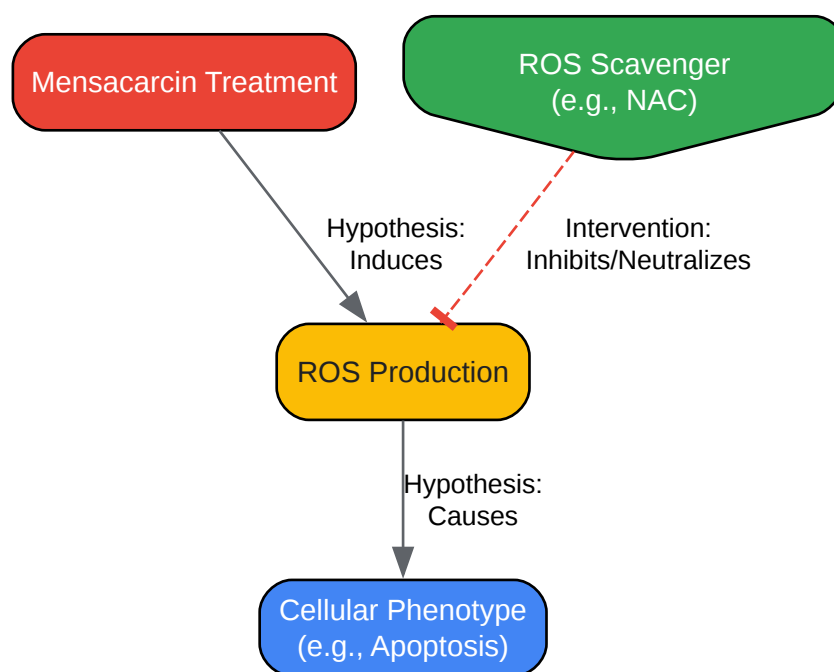 Mensacarcin Treatment
ROS Scavenger
(e.g., NAC)
Hypothesis:
Induces
Intervention:
Inhibits/Neutralizes
ROS Production
Hypothesis:
Causes
Cellular Phenotype
(e.g., Apoptosis)